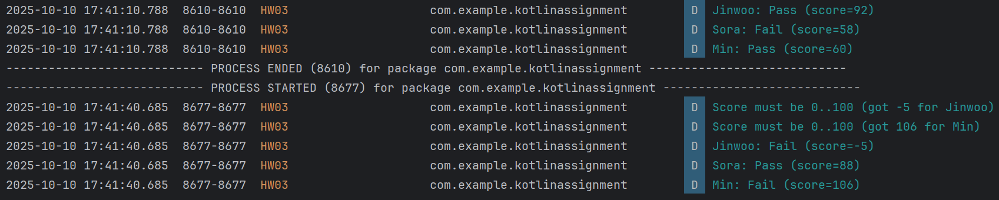 2025-10-10 17:41:10.788  8610-8610  HW03                    com.example.kotlinassignment        D  Jinwoo: Pass (score=92)
2025-10-10 17:41:10.788  8610-8610  HW03                    com.example.kotlinassignment        D  Sora: Fail (score=58)
2025-10-10 17:41:10.788  8610-8610  HW03                    com.example.kotlinassignment        D  Min: Pass (score=60)
---------------------------- PROCESS ENDED (8610) for package com.example.kotlinassignment ----------------------------
---------------------------- PROCESS STARTED (8677) for package com.example.kotlinassignment ----------------------------
2025-10-10 17:41:40.685  8677-8677  HW03                    com.example.kotlinassignment        D  Score must be 0..100 (got -5 for Jinwoo)
2025-10-10 17:41:40.685  8677-8677  HW03                    com.example.kotlinassignment        D  Score must be 0..100 (got 106 for Min)
2025-10-10 17:41:40.685  8677-8677  HW03                    com.example.kotlinassignment        D  Jinwoo: Fail (score=-5)
2025-10-10 17:41:40.685  8677-8677  HW03                    com.example.kotlinassignment        D  Sora: Pass (score=88)
2025-10-10 17:41:40.685  8677-8677  HW03                    com.example.kotlinassignment        D  Min: Fail (score=106)